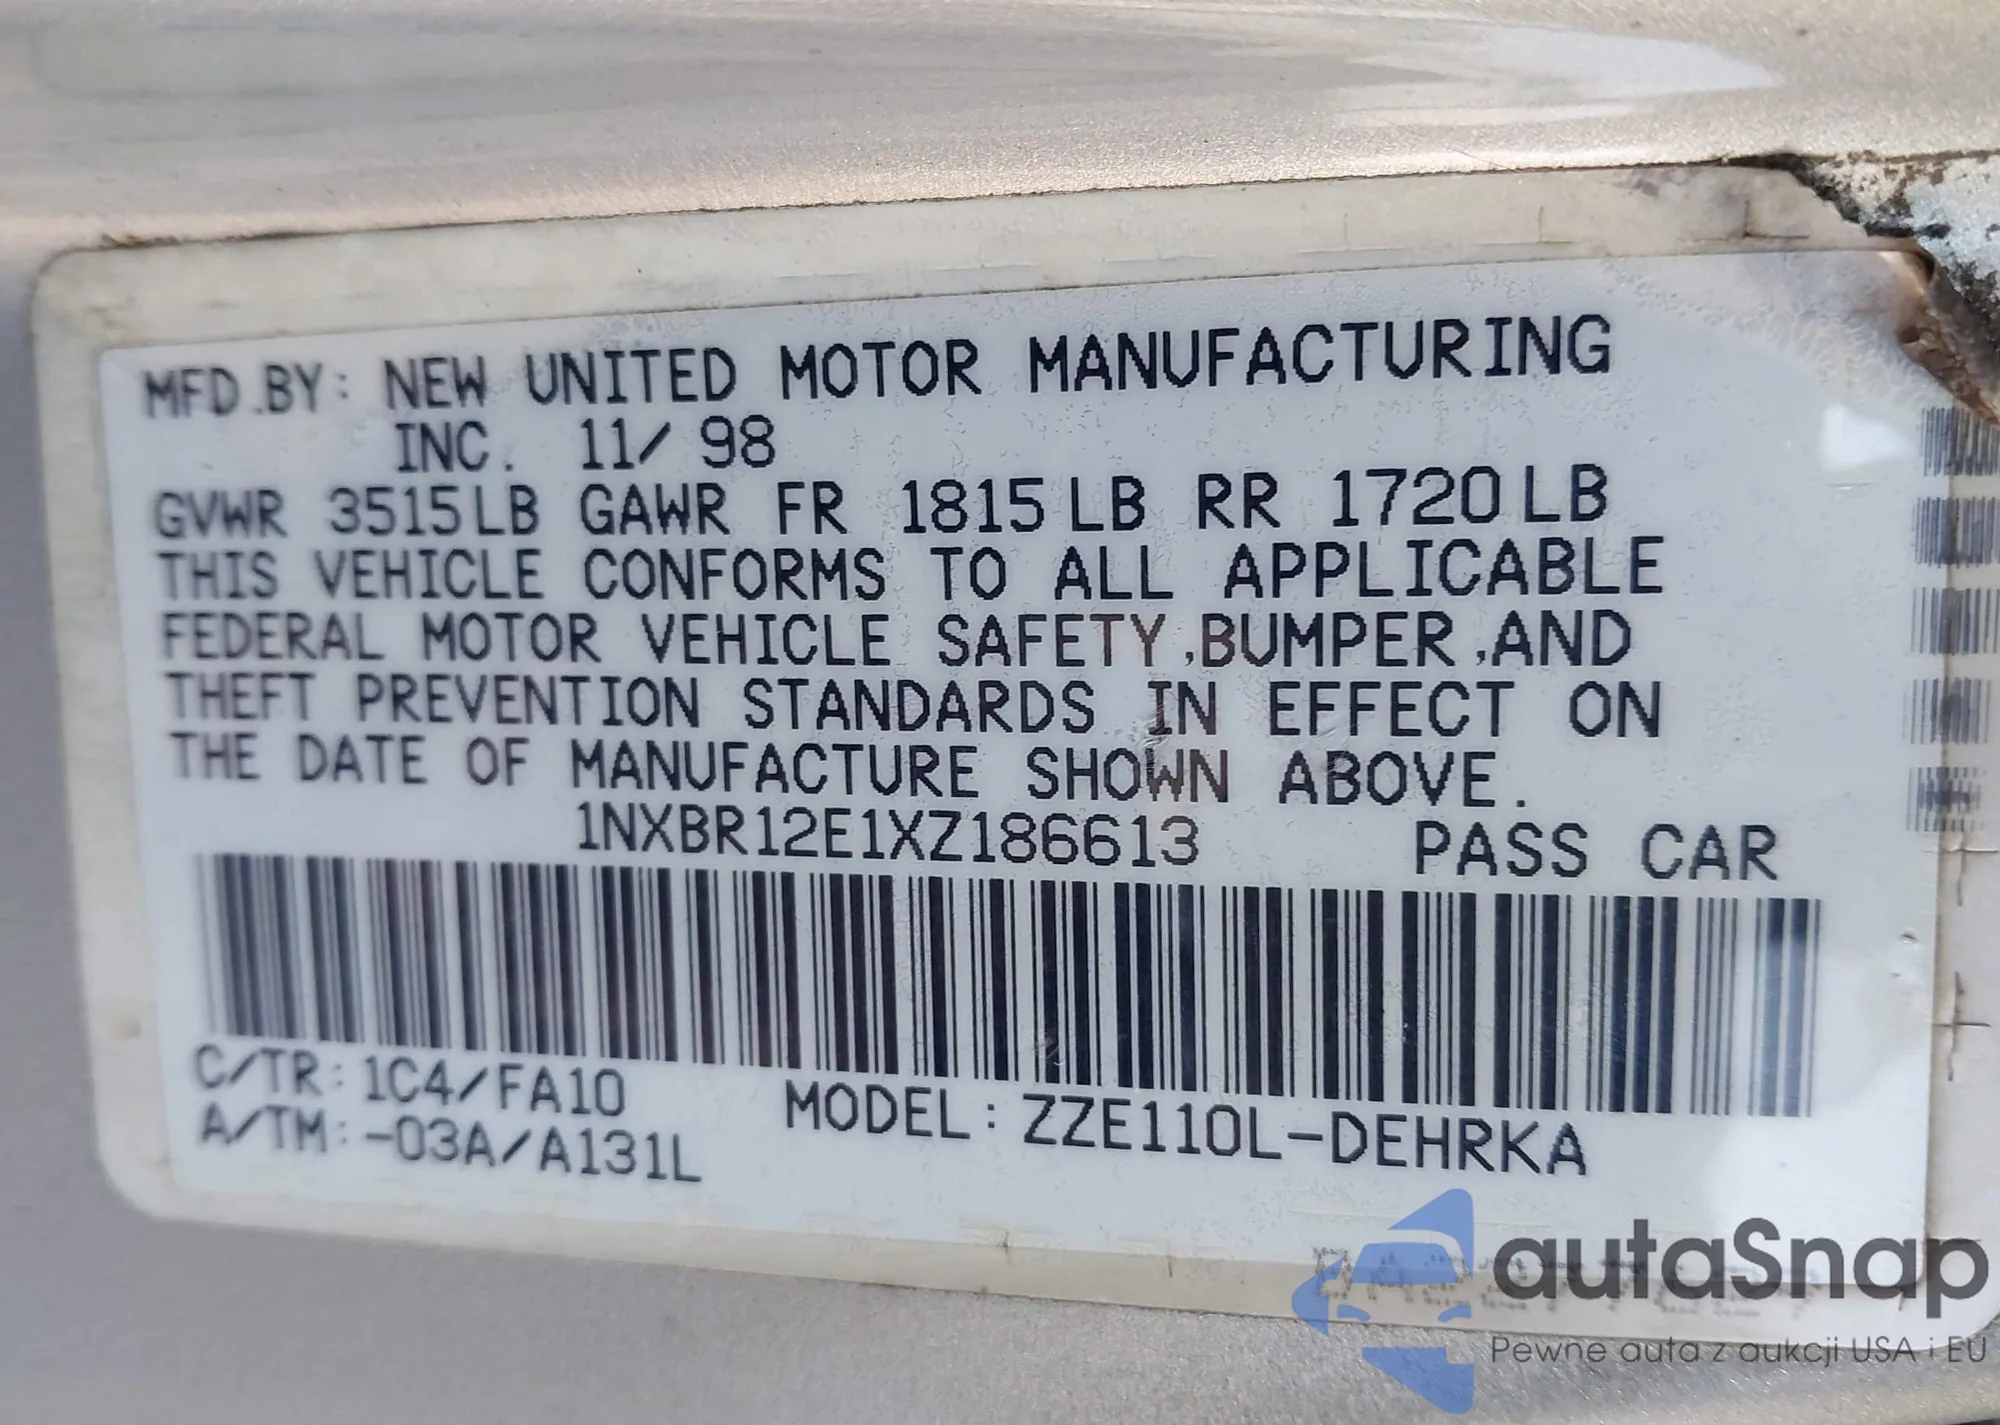 MFD.BY: NEW UNITED MOTOR MANUFACTURING
INC. 11/98
GVWR 3515LB GAWR FR 1815LB RR 1720LB
THIS VEHICLE CONFORMS TO ALL APPLICABLE
FEDERAL MOTOR VEHICLE SAFETY,BUMPER,AND
THEFT PREVENTION STANDARDS IN EFFECT ON
THE DATE OF MANUFACTURE SHOWN ABOVE.
1NXBR12E1XZ186613 PASS CAR
C/TR: 1C4/FA10
A/TM:-03A/A131L MODEL: ZZE110L-DEHRKA
autaSnap
Pewne auta z aukcji USA i EU